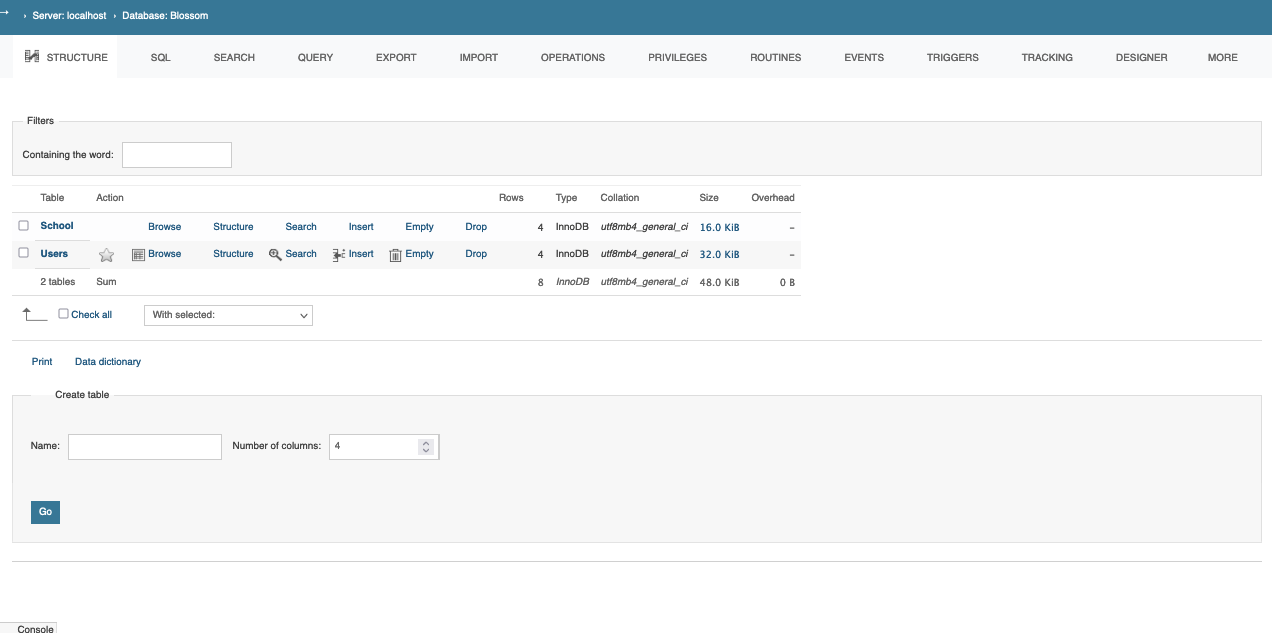 Server: localhost › Database: Blossom
STRUCTURE SQL SEARCH QUERY EXPORT IMPORT OPERATIONS PRIVILEGES ROUTINES EVENTS TRIGGERS TRACKING DESIGNER MORE
Filters
Containing the word:
Table Action Rows Type Collation Size Overhead
School Browse Structure Search Insert Empty Drop 4 InnoDB utf8mb4_general_ci 16.0 KiB –
Users Browse Structure Search Insert Empty Drop 4 InnoDB utf8mb4_general_ci 32.0 KiB –
2 tables Sum 8 InnoDB utf8mb4_general_ci 48.0 KiB 0 B
Check all With selected:
Print Data dictionary
Create table
Name: Number of columns: 4
Go
Console